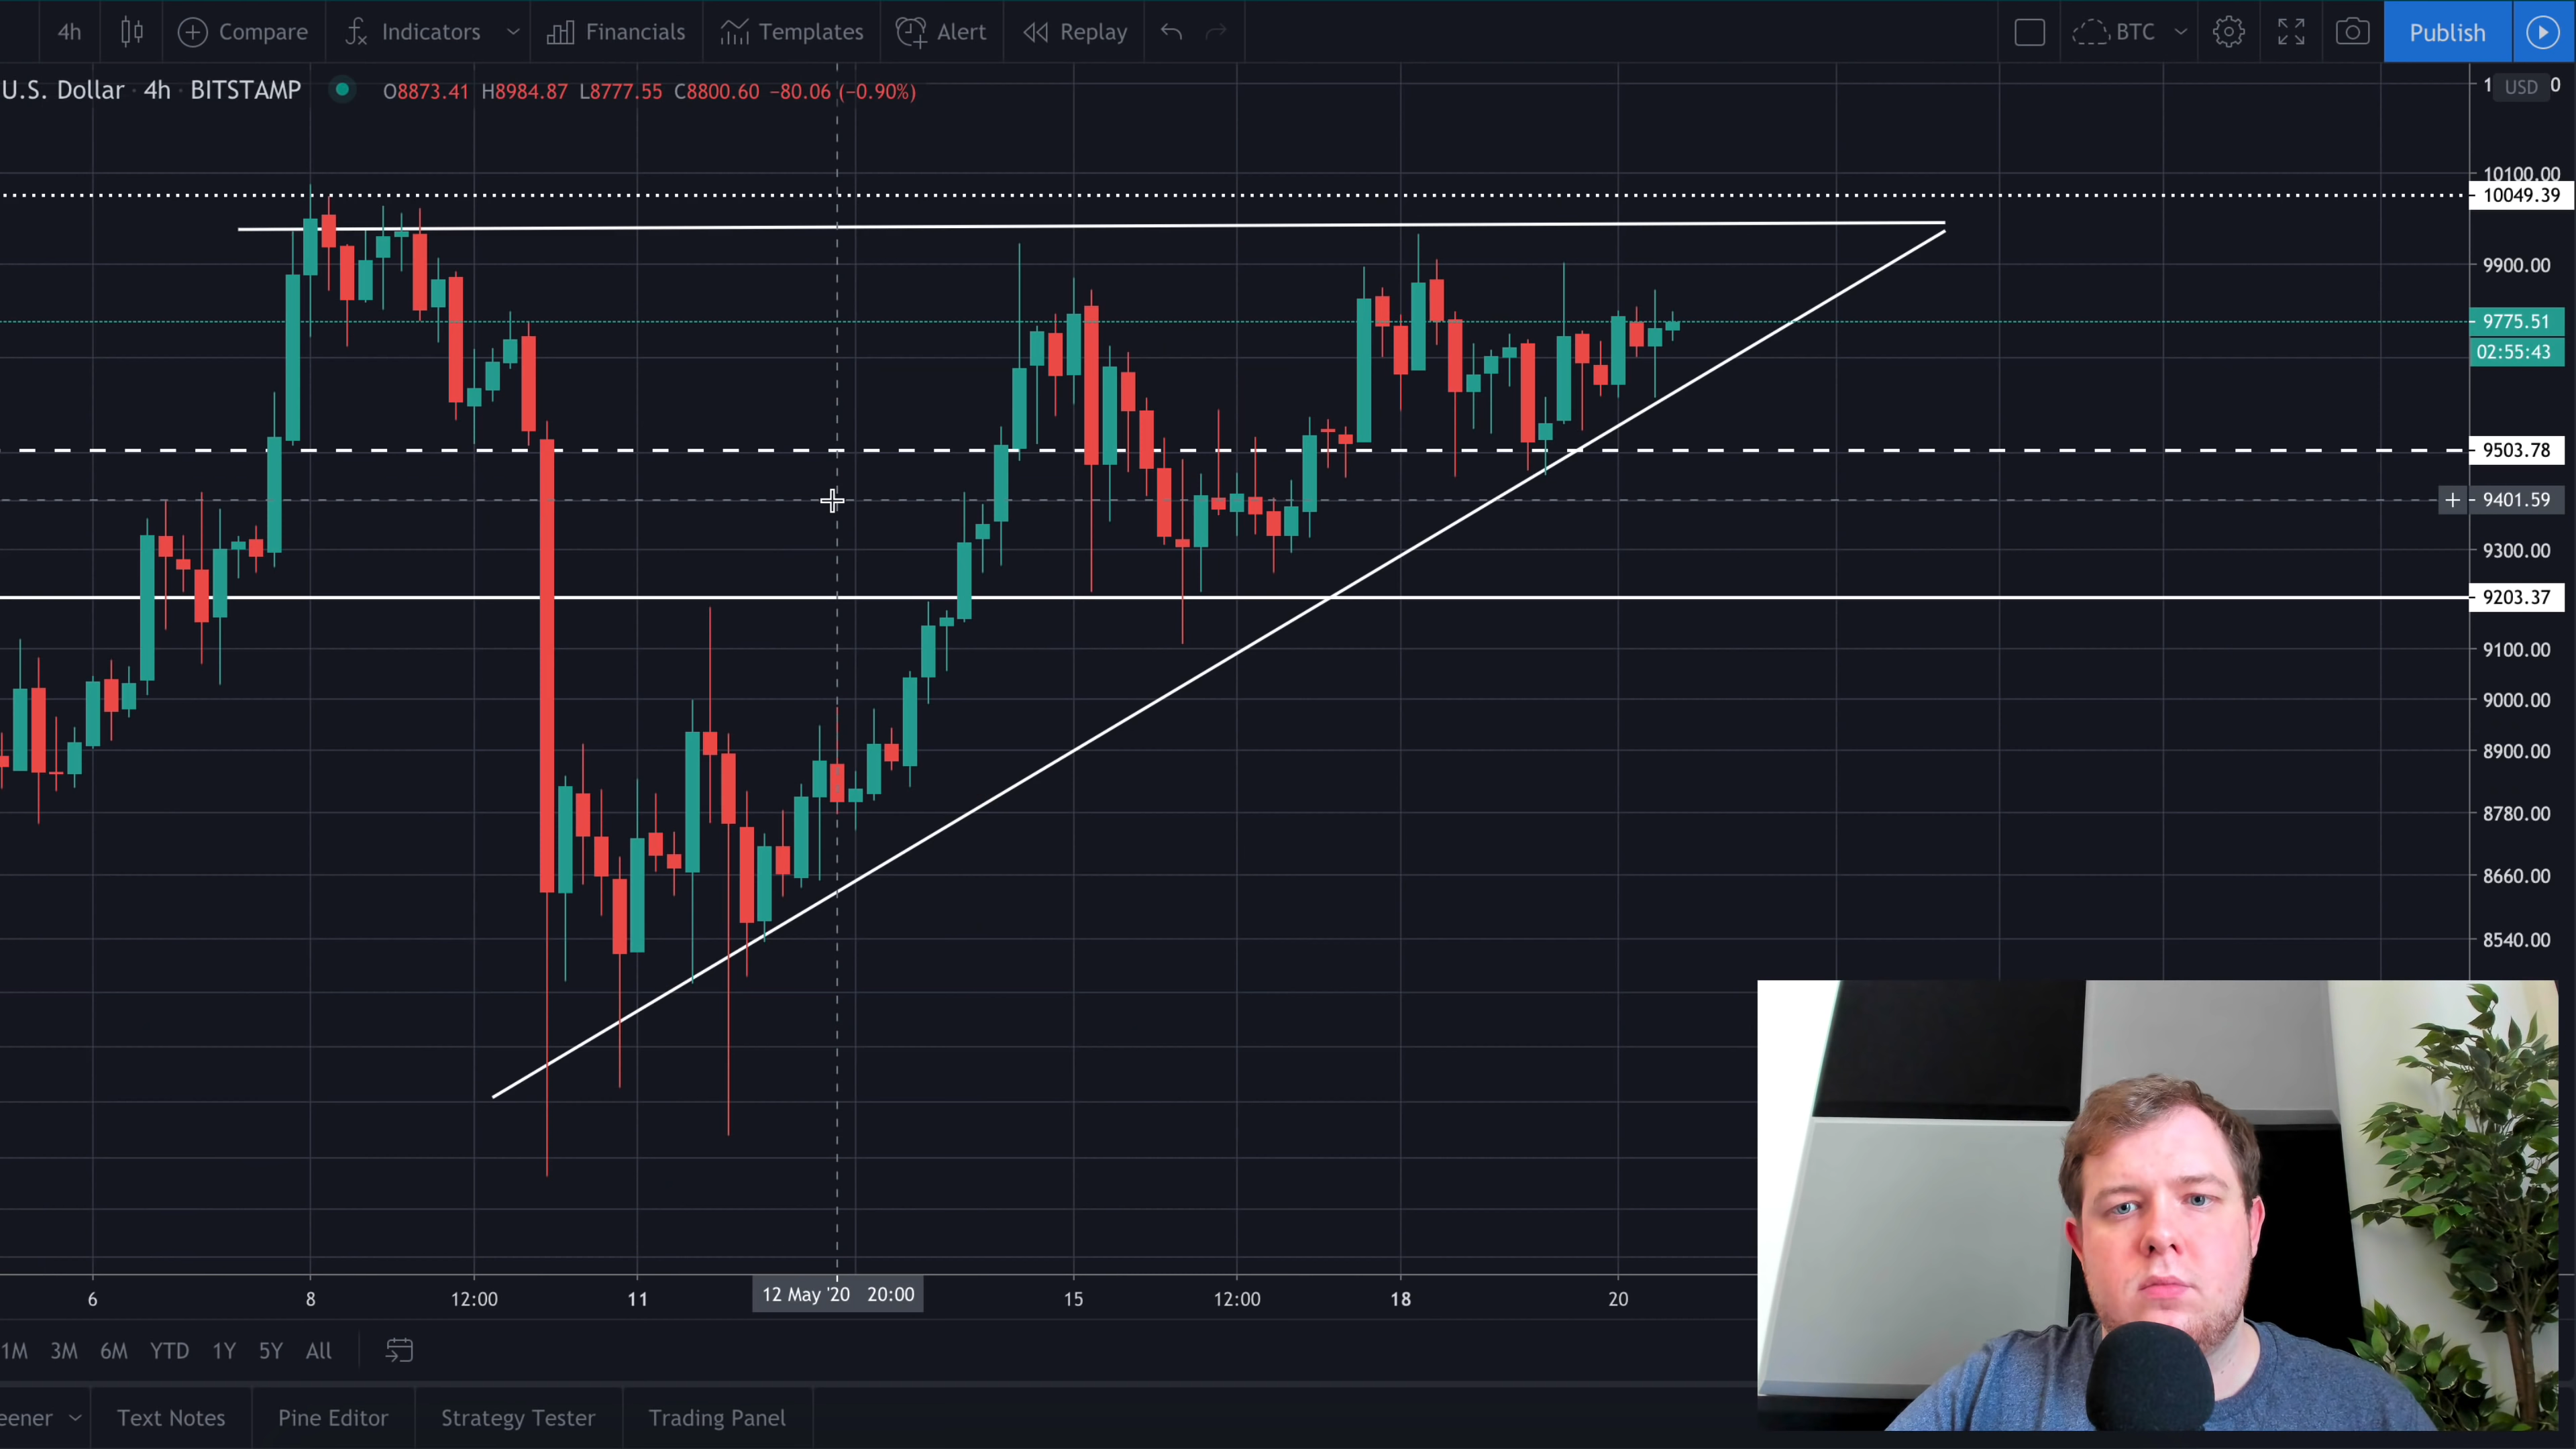 4h Compare Indicators Financials Templates Alert Replay BTC Publish
U.S. Dollar · 4h · BITSTAMP O8873.41 H8984.87 L8777.55 C8800.60 −80.06 (−0.90%)
USD
10100.00
10049.39
9900.00
9775.51
02:55:43
9503.78
9401.59
9300.00
9203.37
9100.00
9000.00
8900.00
8780.00
8660.00
8540.00
6 8 12:00 11 12 May '20 20:00 15 12:00 18 20
1M 3M 6M YTD 1Y 5Y All
eener Text Notes Pine Editor Strategy Tester Trading Panel